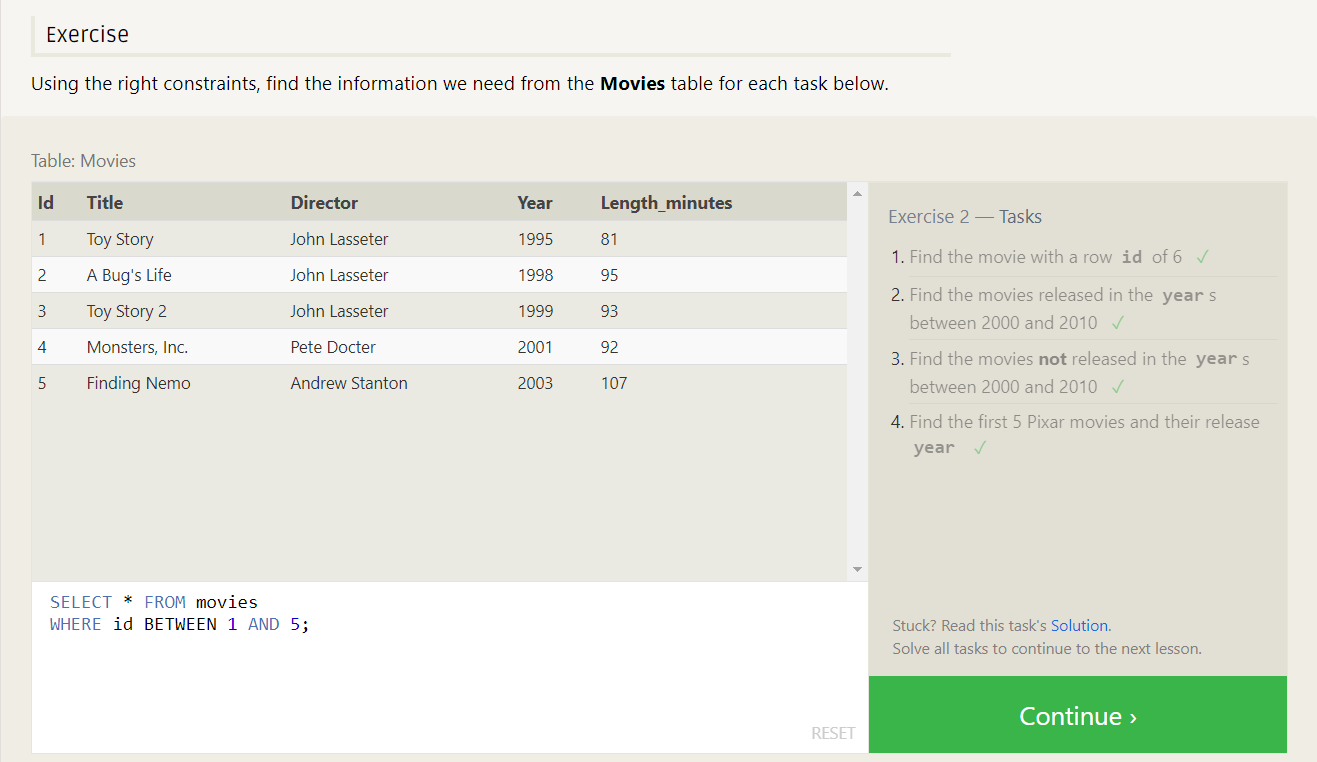 Exercise
Using the right constraints, find the information we need from the Movies table for each task below.
Table: Movies
Id Title Director Year Length_minutes
1 Toy Story John Lasseter 1995 81
2 A Bug's Life John Lasseter 1998 95
3 Toy Story 2 John Lasseter 1999 93
4 Monsters, Inc. Pete Docter 2001 92
5 Finding Nemo Andrew Stanton 2003 107
SELECT * FROM movies
WHERE id BETWEEN 1 AND 5;
RESET
Exercise 2 — Tasks
1. Find the movie with a row id of 6 ✓
2. Find the movies released in the year s
between 2000 and 2010 ✓
3. Find the movies not released in the year s
between 2000 and 2010 ✓
4. Find the first 5 Pixar movies and their release
year ✓
Stuck? Read this task's Solution.
Solve all tasks to continue to the next lesson.
Continue ›